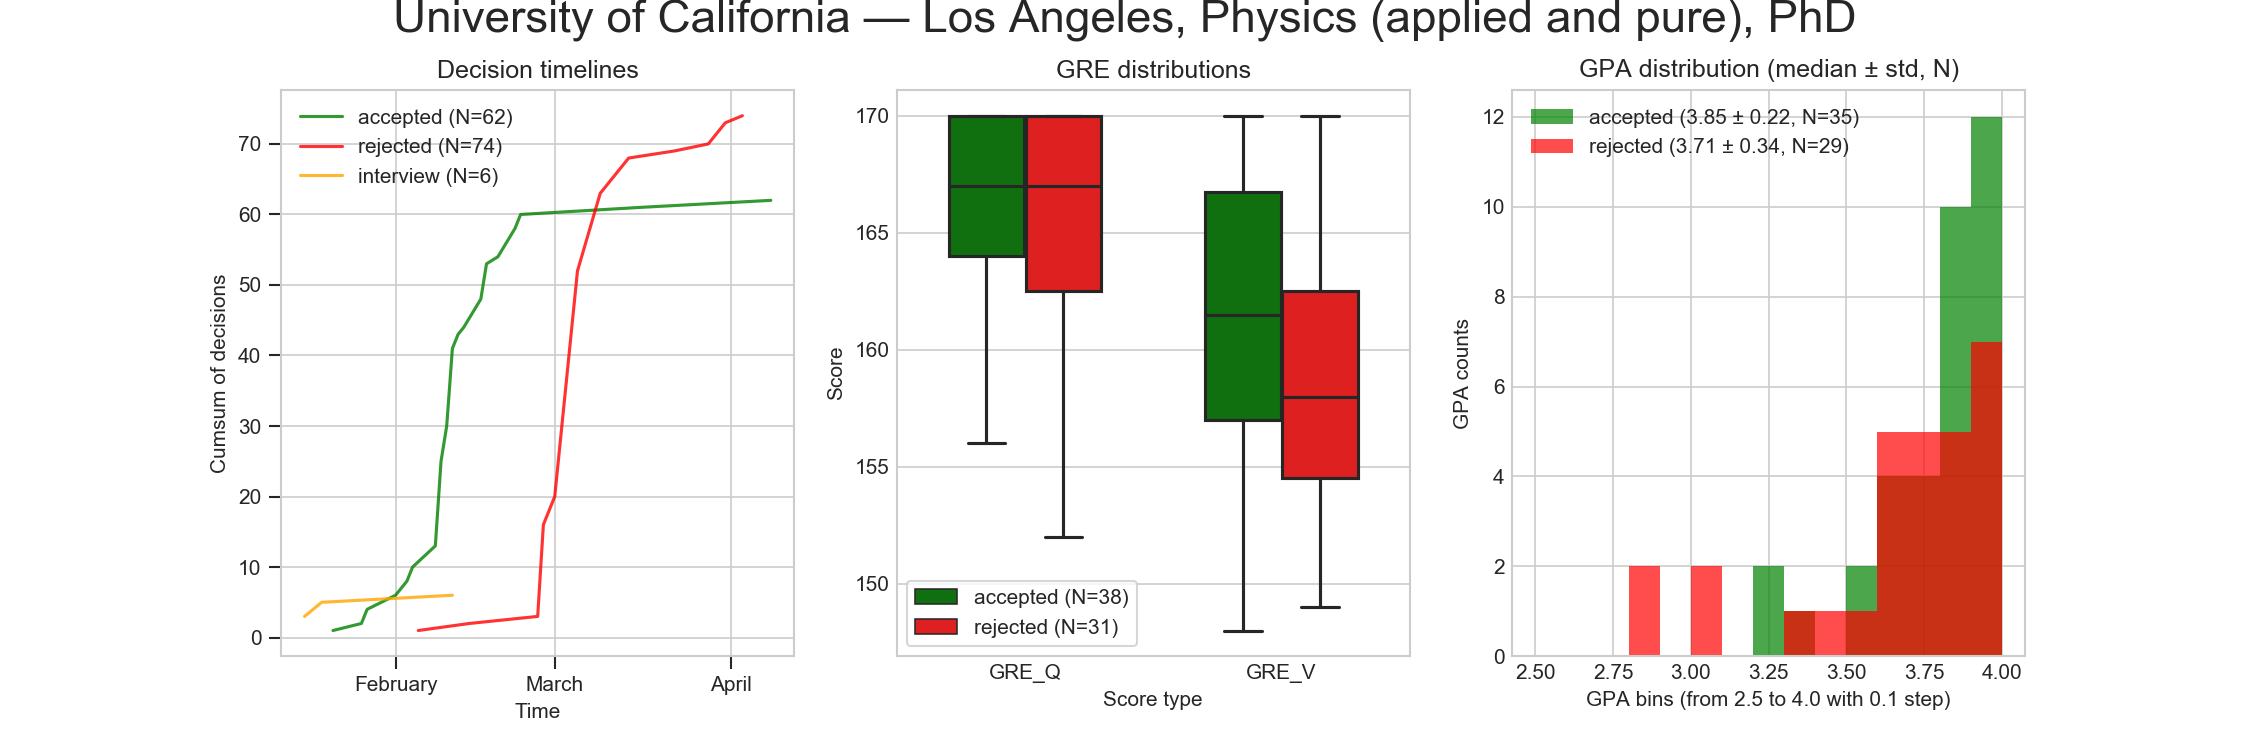 University of California — Los Angeles, Physics (applied and pure), PhD
Decision timelines
accepted (N=62)
rejected (N=74)
interview (N=6)
70
60
50
40
30
20
10
0
Cumsum of decisions
February
March
April
Time
GRE distributions
170
165
160
155
150
Score
accepted (N=38)
rejected (N=31)
GRE_Q
GRE_V
Score type
GPA distribution (median ± std, N)
accepted (3.85 ± 0.22, N=35)
rejected (3.71 ± 0.34, N=29)
12
10
8
6
4
2
0
GPA counts
2.50
2.75
3.00
3.25
3.50
3.75
4.00
GPA bins (from 2.5 to 4.0 with 0.1 step)